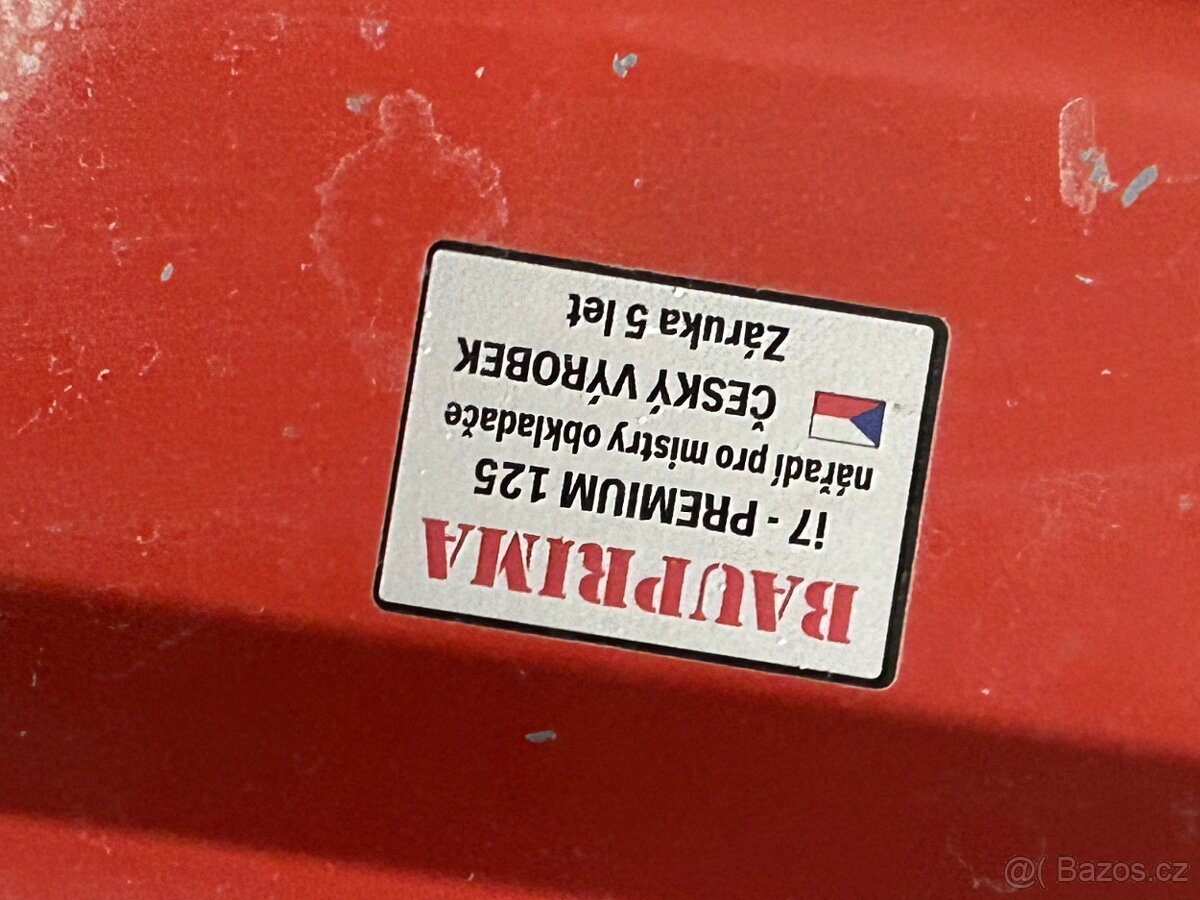 BAUPRIMA
i7 - PREMIUM 125
nářadí pro mistry obkladače
ČESKÝ VÝROBEK
Záruka 5 let
@( Bazos.cz